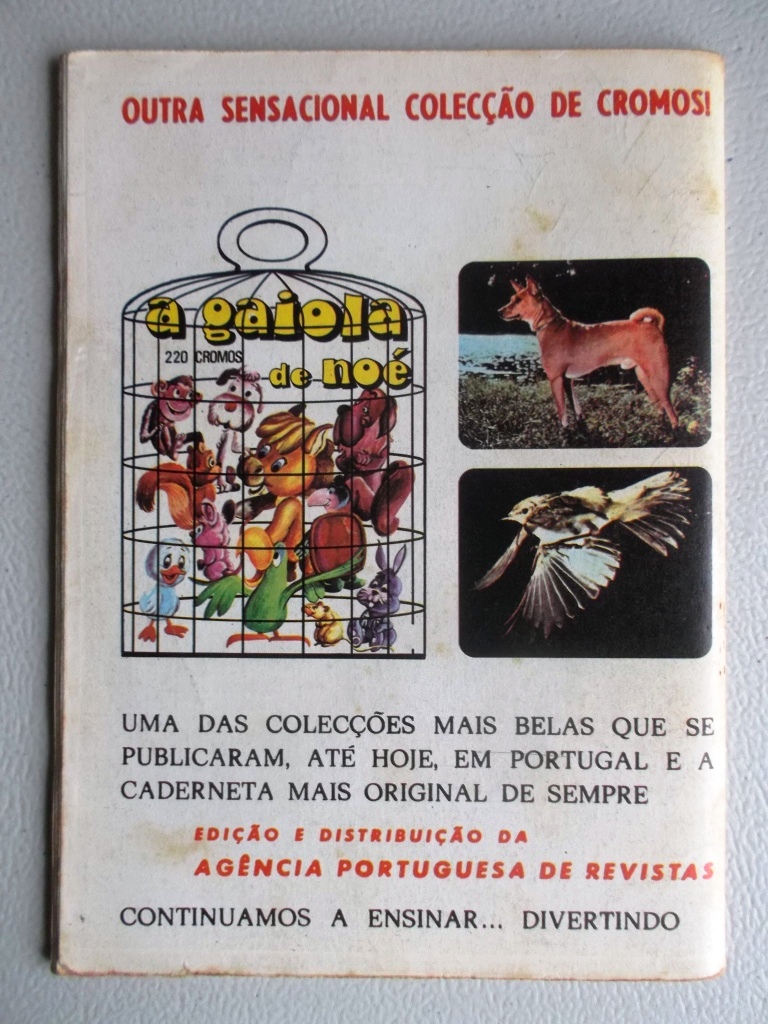 OUTRA SENSACIONAL COLECÇÃO DE CROMOS!
a gaiola
220 CROMOS
de noé
UMA DAS COLECÇÕES MAIS BELAS QUE SE
PUBLICARAM, ATÉ HOJE, EM PORTUGAL E A
CADERNETA MAIS ORIGINAL DE SEMPRE
EDIÇÃO E DISTRIBUIÇÃO DA
AGÊNCIA PORTUGUESA DE REVISTAS
CONTINUAMOS A ENSINAR... DIVERTINDO